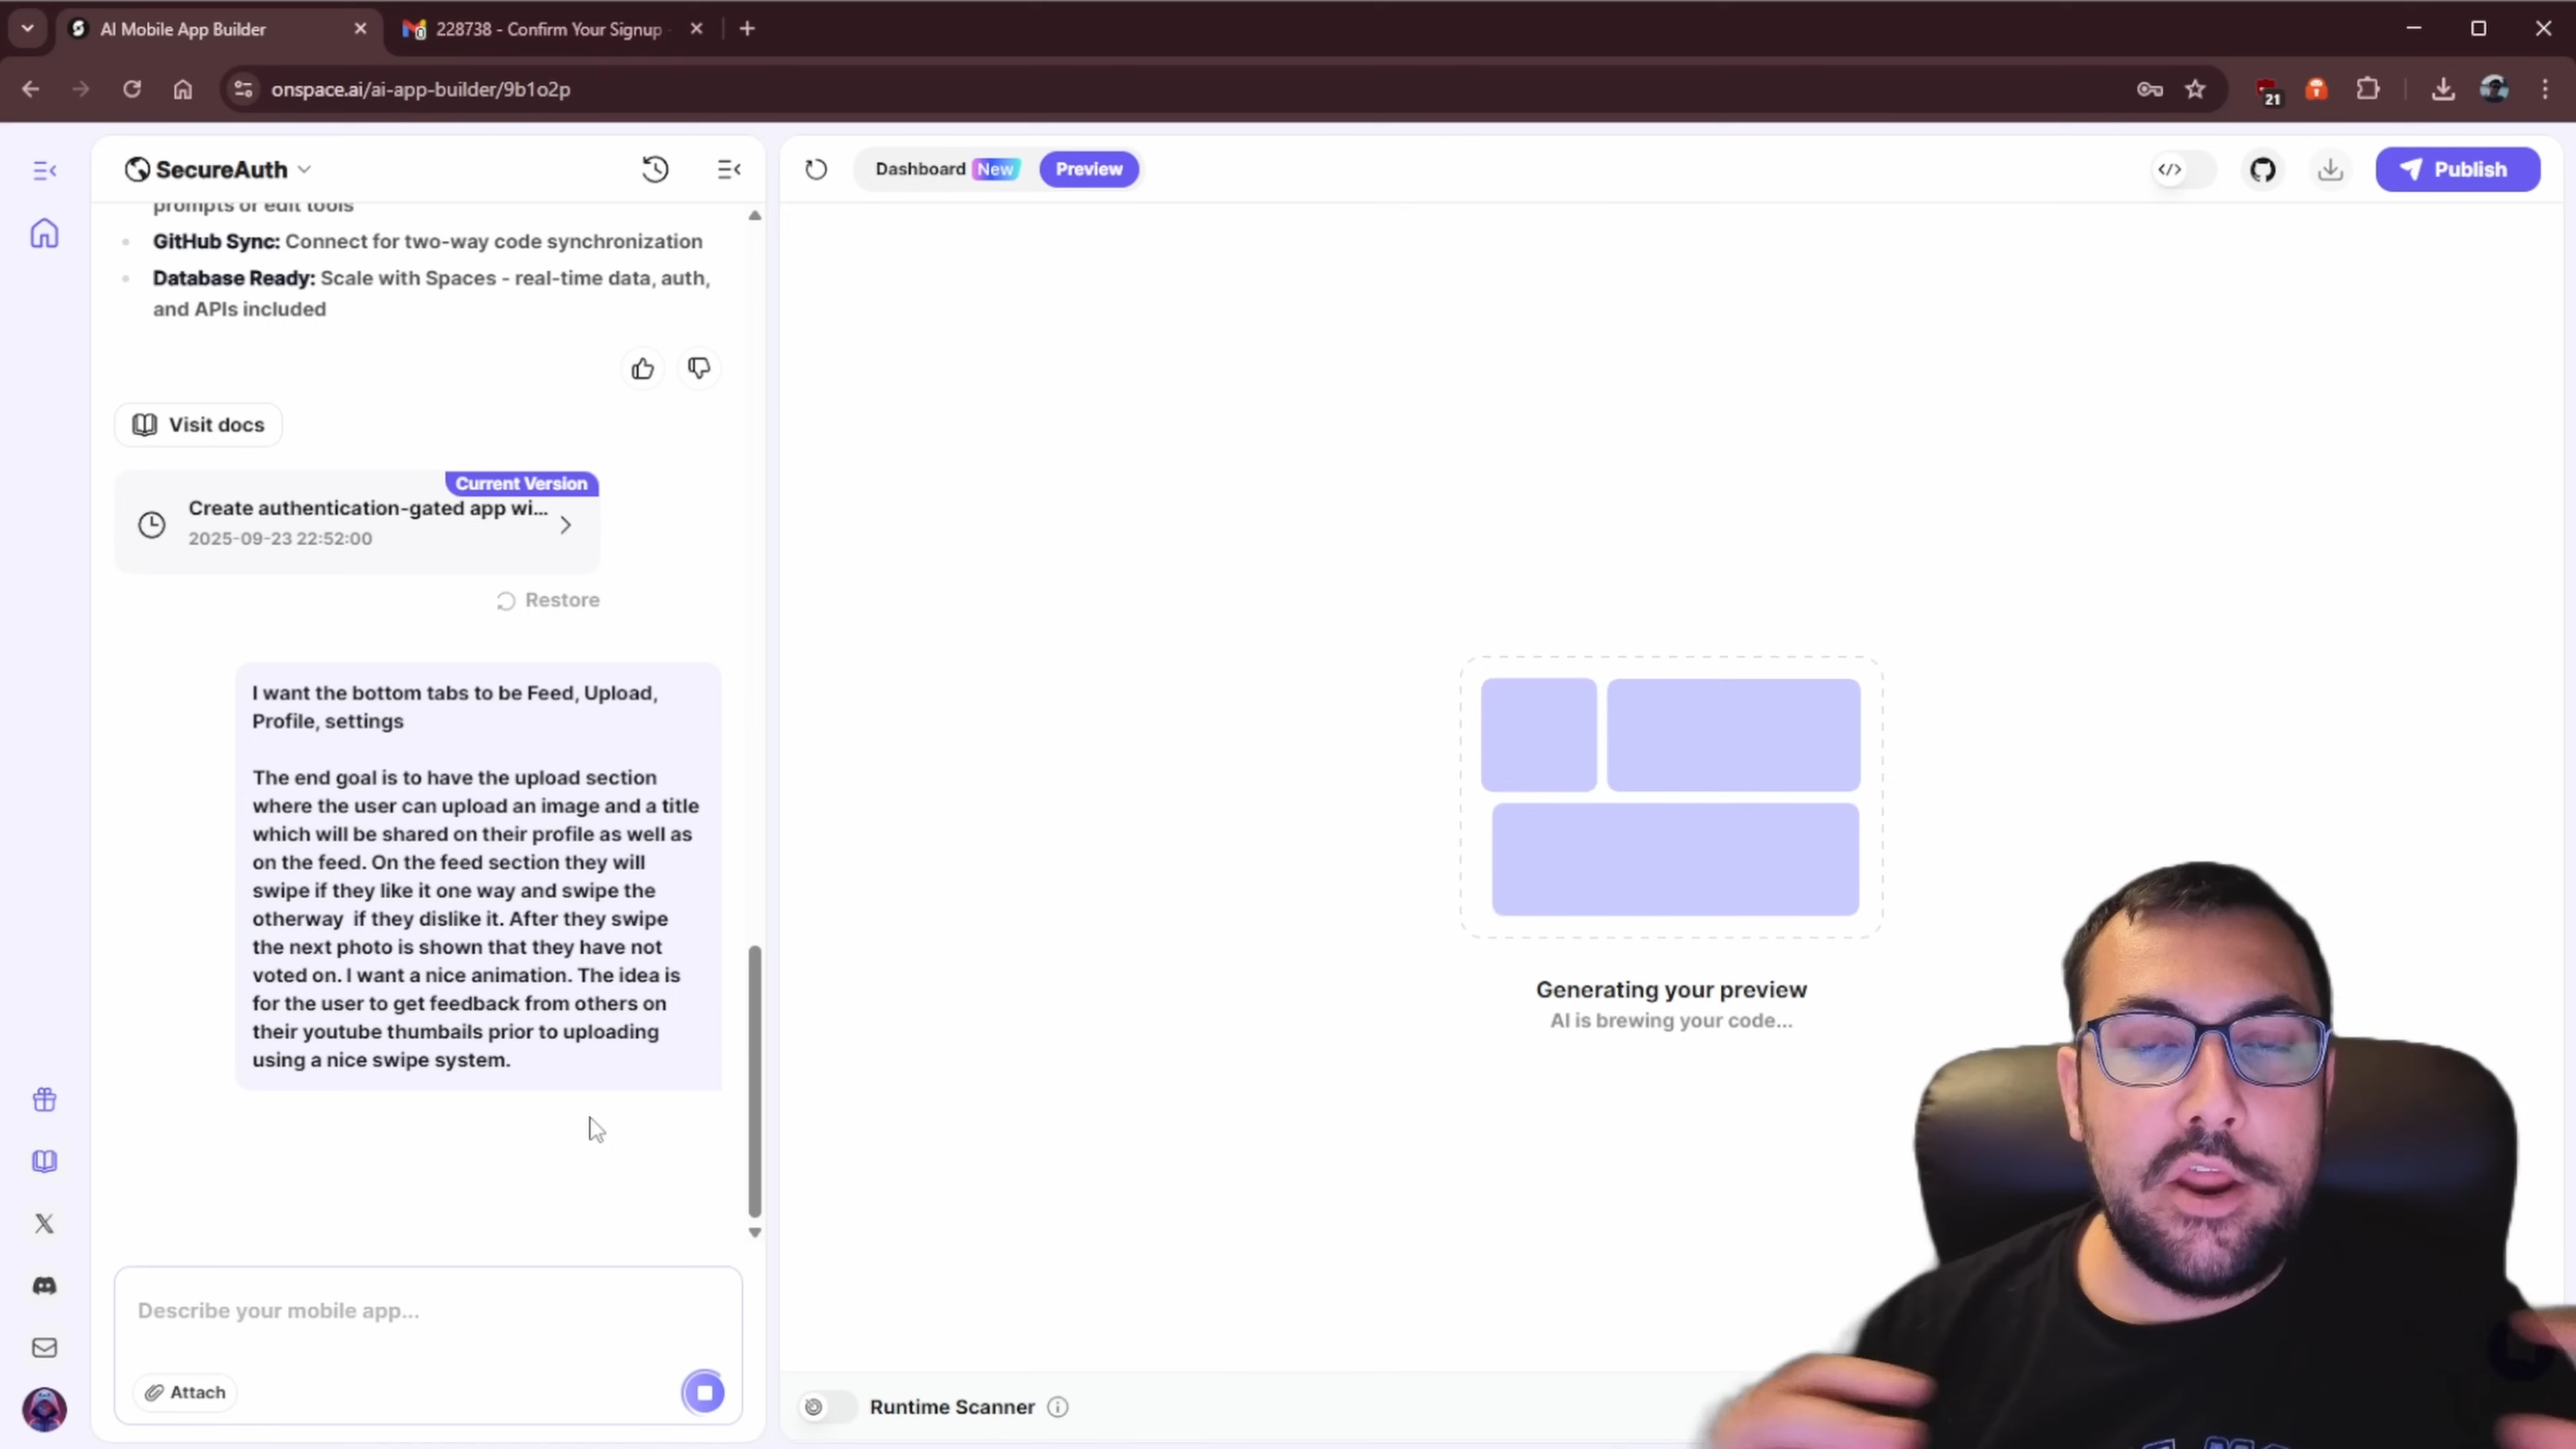 AI Mobile App Builder
228738 - Confirm Your Signup
onspace.ai/ai-app-builder/9b1o2p
21
SecureAuth
Dashboard New Preview
</>
Publish
prompts or edit tools
GitHub Sync: Connect for two-way code synchronization
Database Ready: Scale with Spaces - real-time data, auth,
and APIs included
Visit docs
Current Version
Create authentication-gated app wi...
2025-09-23 22:52:00
Restore
I want the bottom tabs to be Feed, Upload,
Profile, settings
The end goal is to have the upload section
where the user can upload an image and a title
which will be shared on their profile as well as
on the feed. On the feed section they will
swipe if they like it one way and swipe the
otherway if they dislike it. After they swipe
the next photo is shown that they have not
voted on. I want a nice animation. The idea is
for the user to get feedback from others on
their youtube thumbails prior to uploading
using a nice swipe system.
Generating your preview
AI is brewing your code...
Describe your mobile app...
Attach
Runtime Scanner